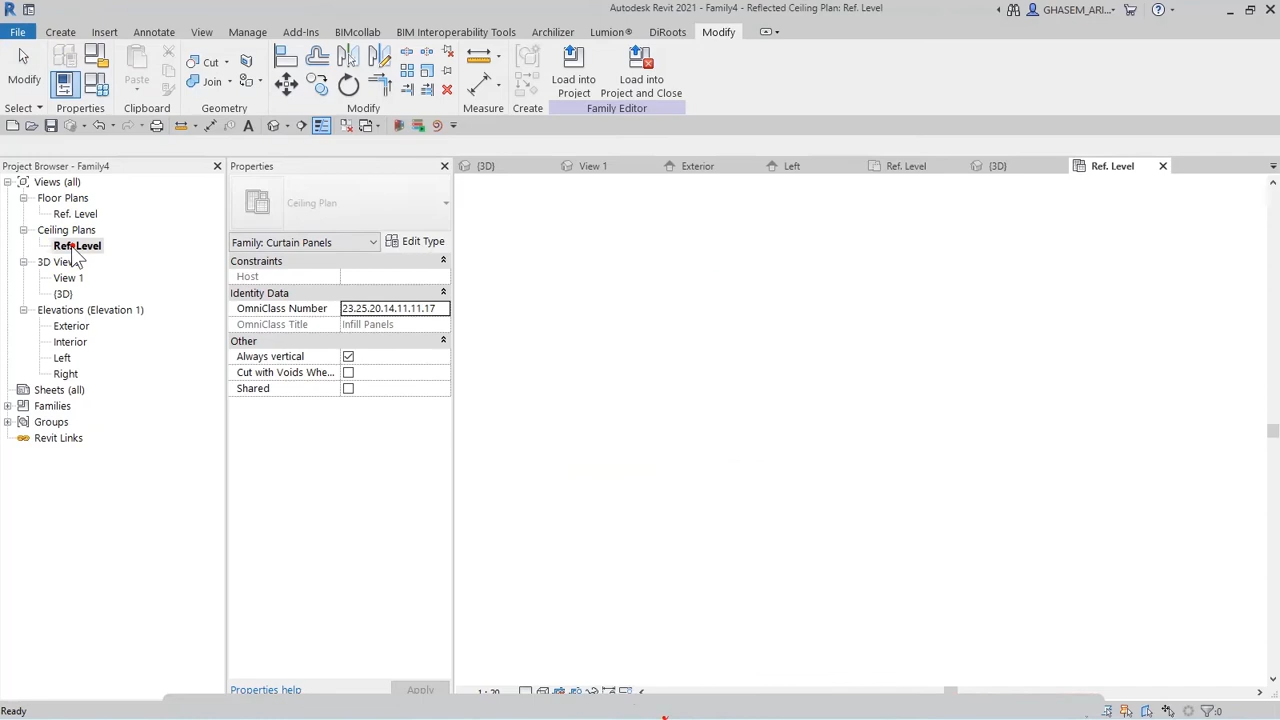 Autodesk Revit 2021 - Family4 - Reflected Ceiling Plan: Ref. Level
GHASEM_ARI...
File Create Insert Annotate View Manage Add-Ins BIMcollab BIM Interoperability Tools Archilizer Lumion® DiRoots Modify
Modify Paste Cut Join Load into Project Load into Project and Close
Select Properties Clipboard Geometry Modify Measure Create Family Editor
Project Browser - Family4
Views (all)
Floor Plans
Ref. Level
Ceiling Plans
Ref. Level
3D Views
View 1
{3D}
Elevations (Elevation 1)
Exterior
Interior
Left
Right
Sheets (all)
Families
Groups
Revit Links
Properties
Ceiling Plan
Family: Curtain Panels Edit Type
Constraints
Host
Identity Data
OmniClass Number 23.25.20.14.11.11.17
OmniClass Title Infill Panels
Other
Always vertical
Cut with Voids Whe...
Shared
Properties help Apply
{3D} View 1 Exterior Left Ref. Level {3D} Ref. Level
1 : 20
Ready
:0